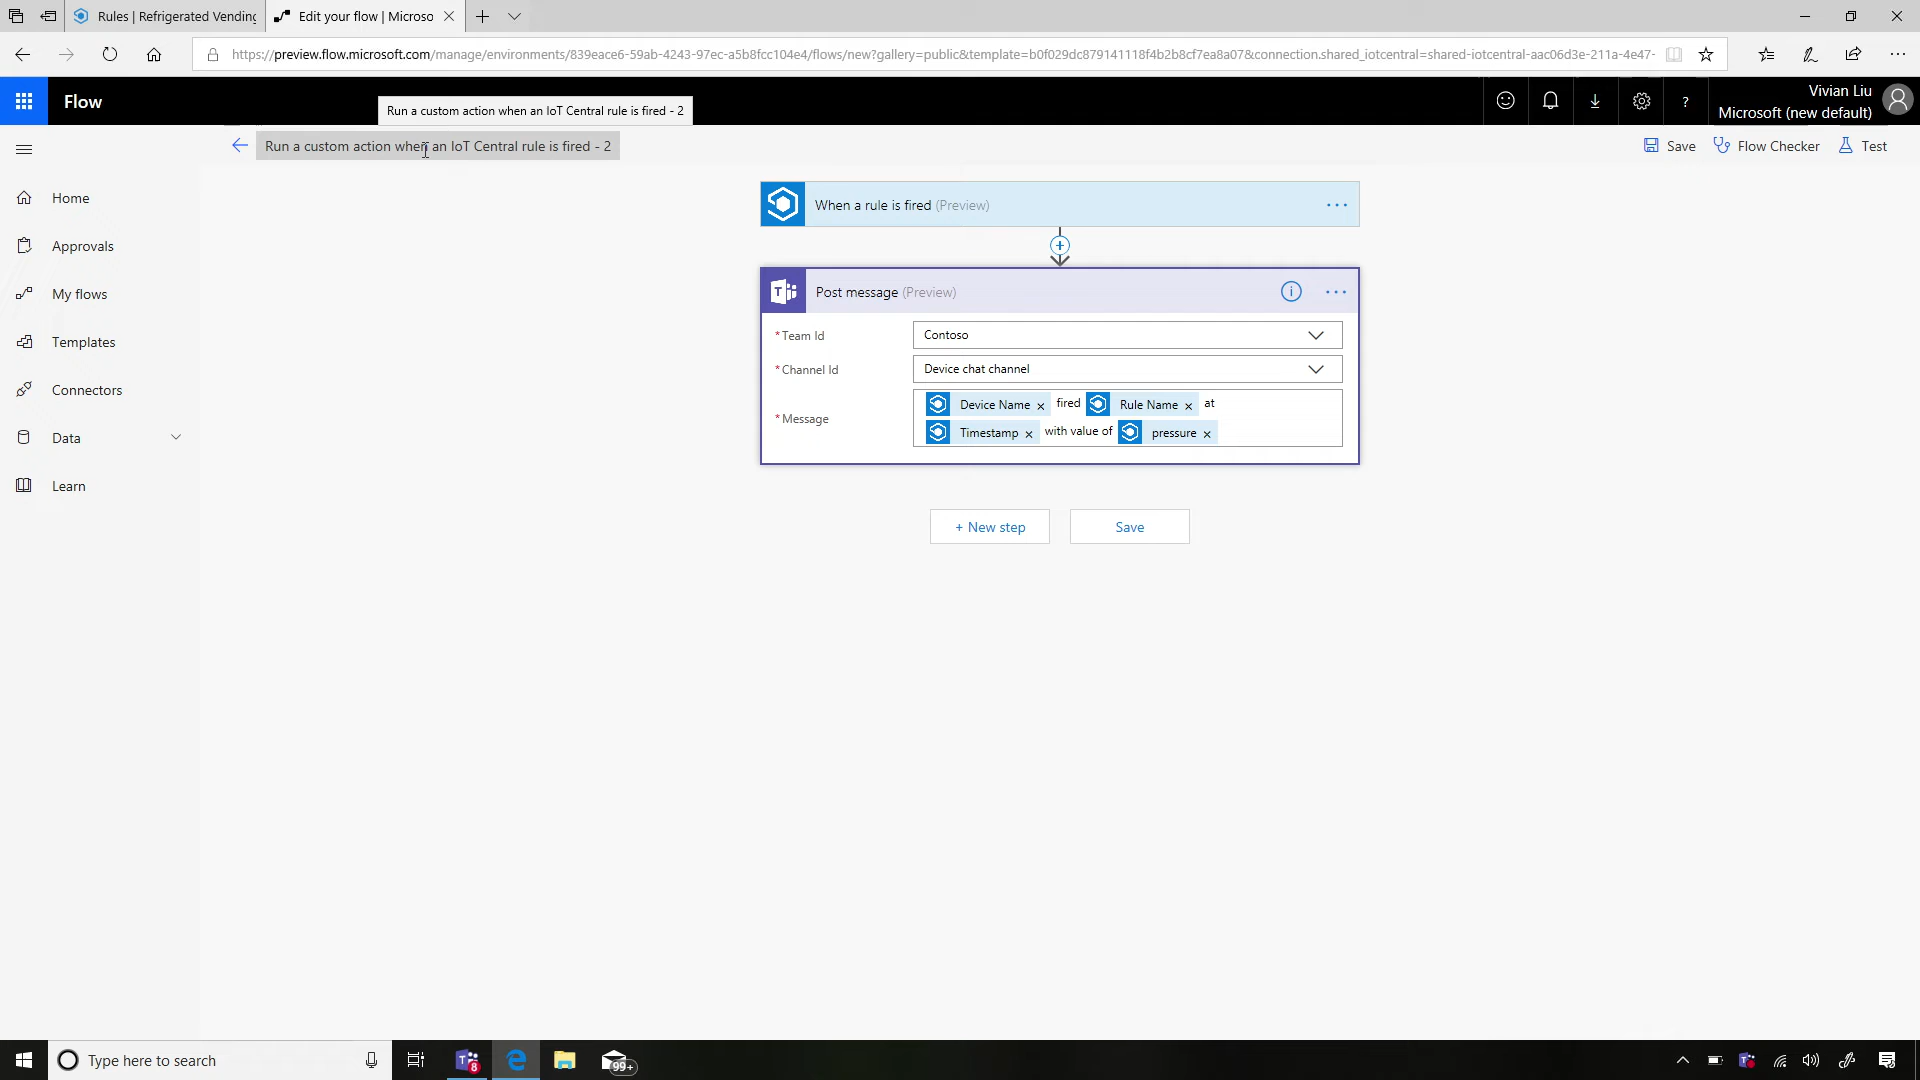 Rules | Refrigerated Vending
Edit your flow | Microso
https://preview.flow.microsoft.com/manage/environments/839eace6-59ab-4243-97ec-a5b8fcc104e4/flows/new?gallery=public&template=b0f029dc879141118f4b2b8cf7ea8a07&connection.shared_iotcentral=shared-iotcentral-aac06d3e-211a-4e47-
Flow
Run a custom action when an IoT Central rule is fired - 2
?
Vivian Liu
Microsoft (new default)
Run a custom action when an IoT Central rule is fired - 2
Save
Flow Checker
Test
Home
Approvals
My flows
Templates
Connectors
Data
Learn
When a rule is fired (Preview)
Post message (Preview)
* Team Id
Contoso
* Channel Id
Device chat channel
* Message
Device Name × fired Rule Name × at
Timestamp × with value of pressure ×
+ New step
Save
Type here to search
8
99+